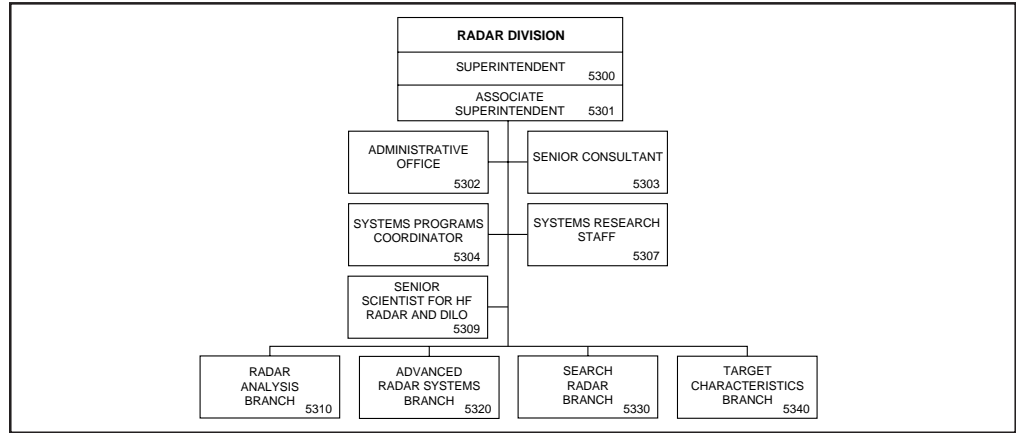 RADAR DIVISION
SUPERINTENDENT
5300
ASSOCIATE
SUPERINTENDENT 5301
ADMINISTRATIVE
OFFICE
5302
SENIOR CONSULTANT
5303
SYSTEMS PROGRAMS
COORDINATOR
5304
SYSTEMS RESEARCH
STAFF
5307
SENIOR
SCIENTIST FOR HF
RADAR AND DILO
5309
RADAR
ANALYSIS
BRANCH 5310
ADVANCED
RADAR SYSTEMS
BRANCH 5320
SEARCH
RADAR
BRANCH 5330
TARGET
CHARACTERISTICS
BRANCH 5340